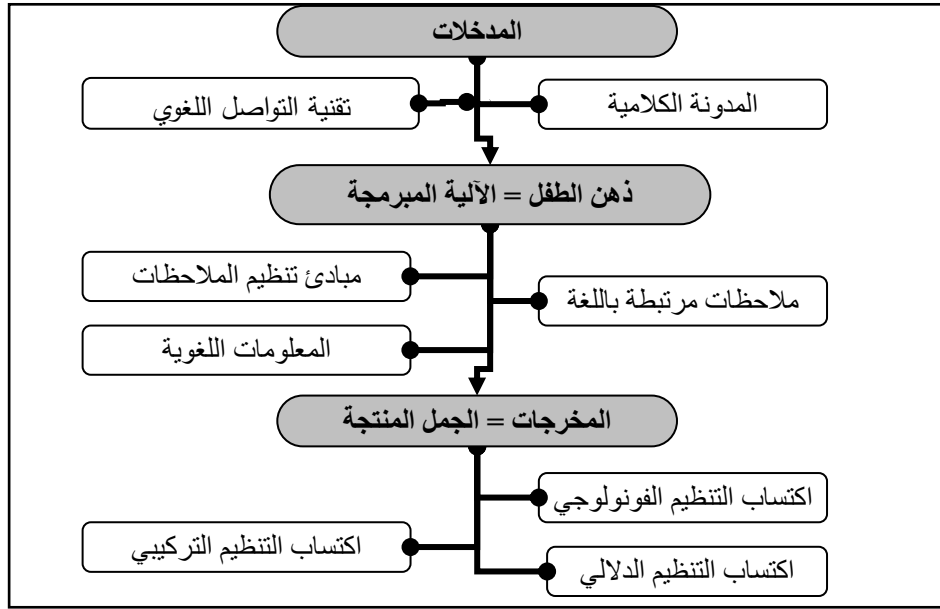 المدخلات
المدونة الكلامية
تقنية التواصل اللغوي
ذهن الطفل = الآلية المبرمجة
مبادئ تنظيم الملاحظات
ملاحظات مرتبطة باللغة
المعلومات اللغوية
المخرجات = الجمل المنتجة
اكتساب التنظيم الفونولوجي
اكتساب التنظيم التركيبي
اكتساب التنظيم الدلالي